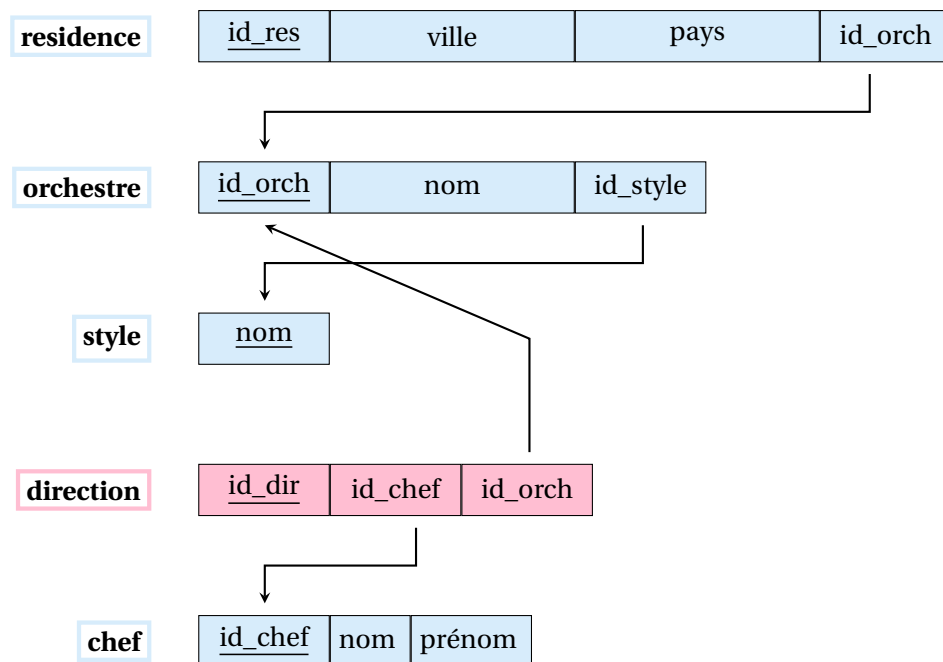 residence id_res ville pays id_orch
orchestre id_orch nom id_style
style nom
direction id_dir id_chef id_orch
chef id_chef nom prénom